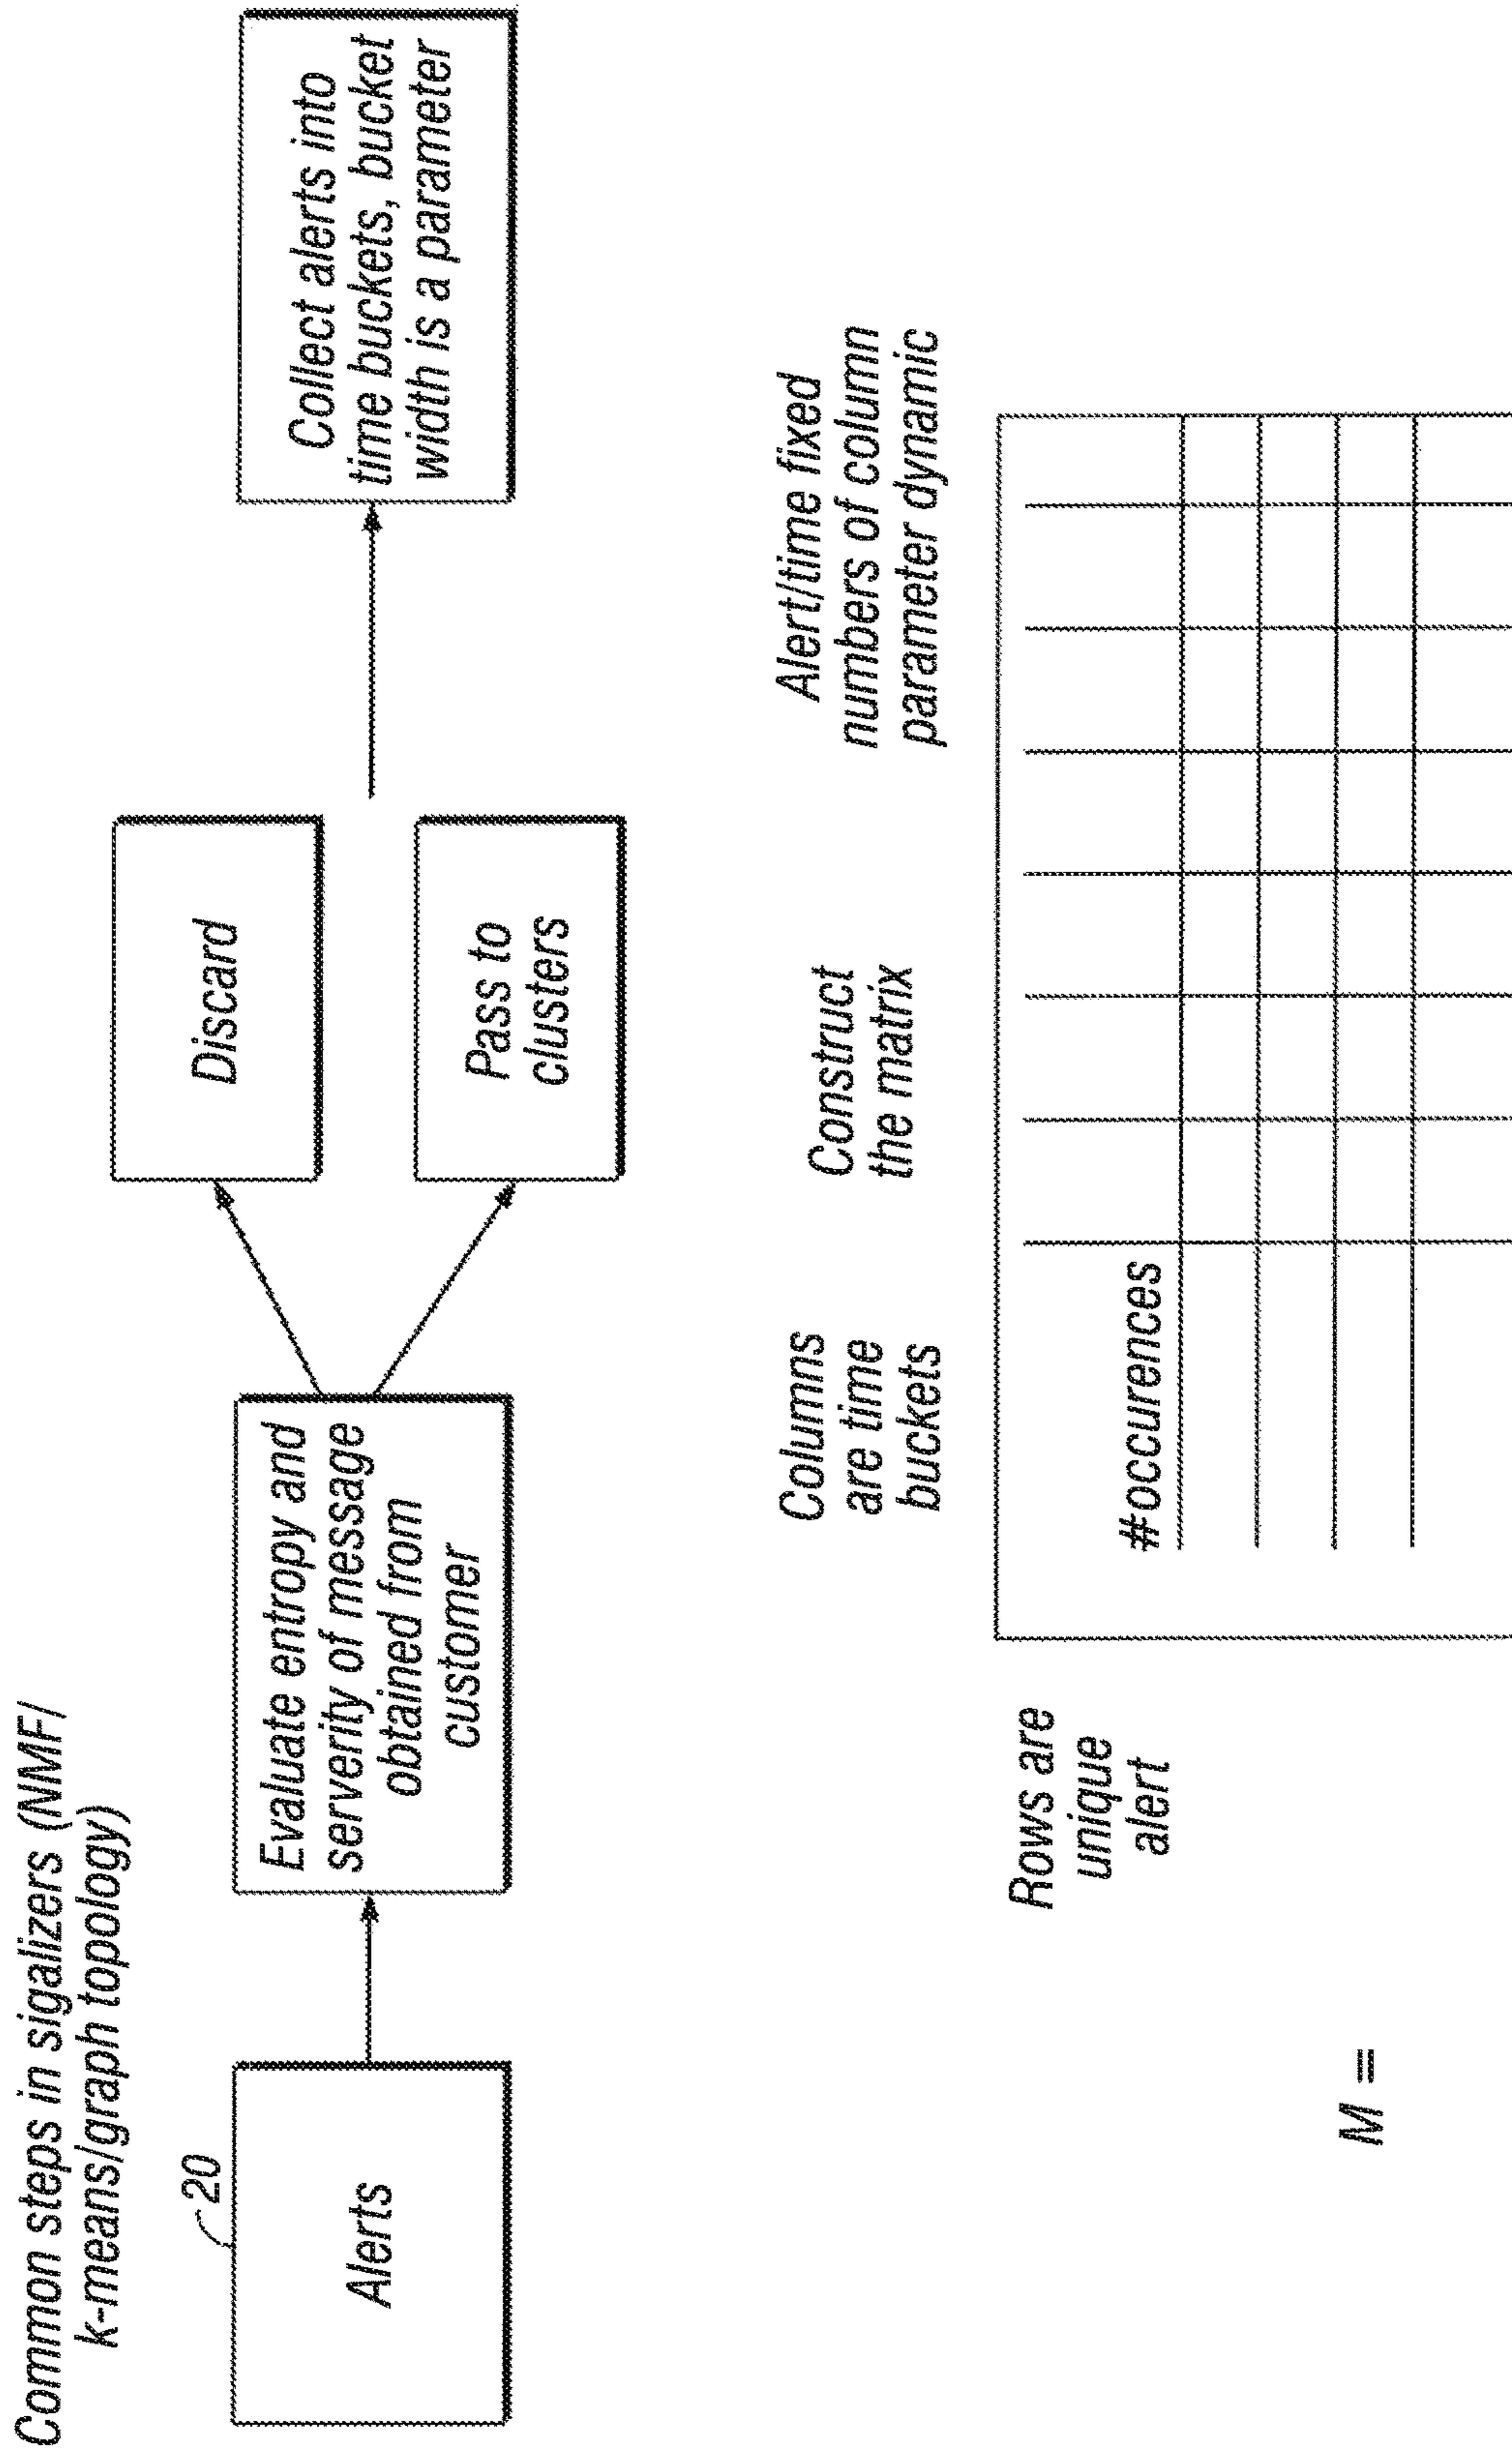 Common steps in sigalizers (NMF/
k-means/graph topology)
20
Alerts
Evaluate entropy and
serverity of message
obtained from
customer
Discard
Pass to
clusters
Collect alerts into
time buckets, bucket
width is a parameter
Columns
are time
buckets
Construct
the matrix
Alert/time fixed
numbers of column
parameter dynamic
Rows are
unique
alert
#occurences
M =